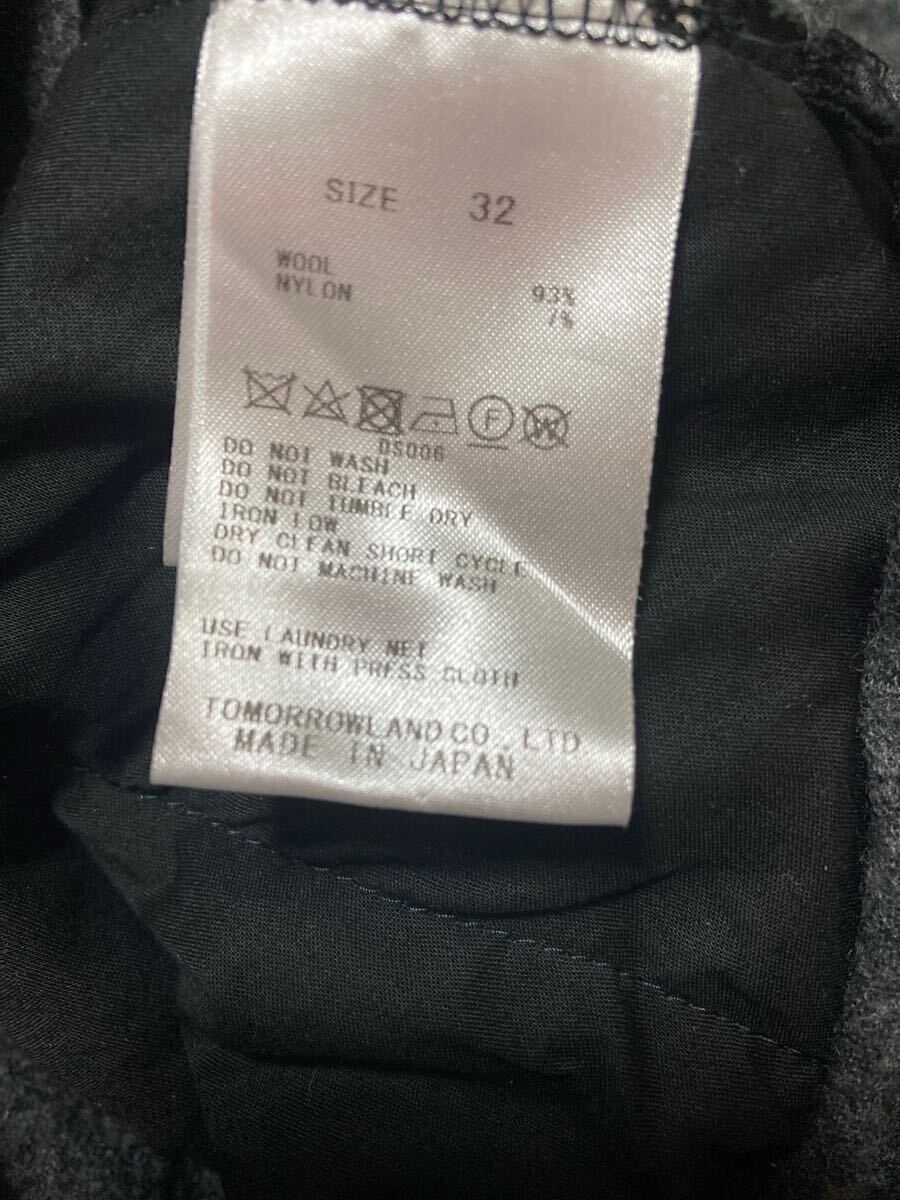 SIZE 32
WOOL 93%
NYLON 7%
F W
DS006
DO NOT WASH
DO NOT BLEACH
DO NOT TUMBLE DRY
IRON LOW
DRY CLEAN SHORT CYCLE
DO NOT MACHINE WASH
USE LAUNDRY NET
IRON WITH PRESS CLOTH
TOMORROWLAND CO.,LTD
MADE IN JAPAN